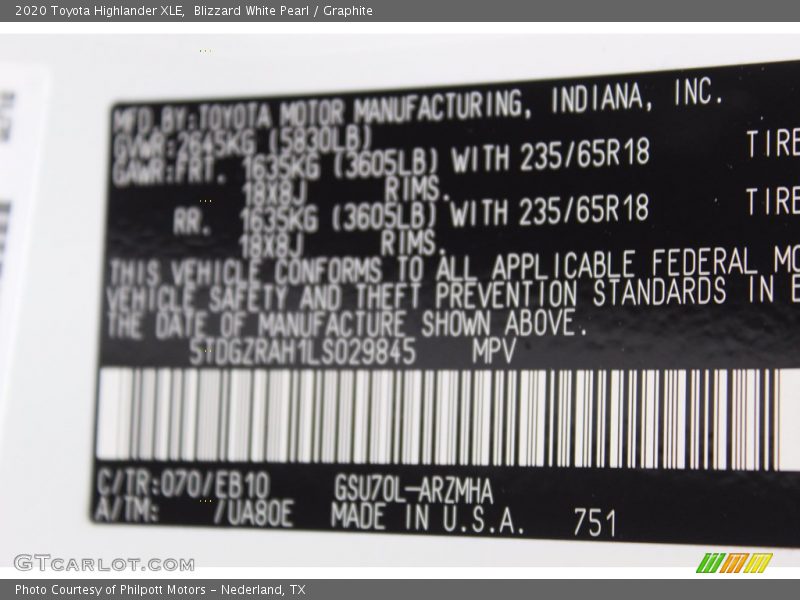 2020 Toyota Highlander XLE,  Blizzard White Pearl / Graphite
MFD.BY:TOYOTA MOTOR MANUFACTURING, INDIANA, INC.
GVWR:2645KG (5830LB)
GAWR:FRT. 1635KG (3605LB) WITH 235/65R18 TIRE
18X8J RIMS.
RR. 1635KG (3605LB) WITH 235/65R18 TIRE
18X8J RIMS.
THIS VEHICLE CONFORMS TO ALL APPLICABLE FEDERAL MO
VEHICLE SAFETY AND THEFT PREVENTION STANDARDS IN E
THE DATE OF MANUFACTURE SHOWN ABOVE.
5TDGZRAH1LS029845 MPV
C/TR:070/EB10 GSU70L-ARZMHA
A/TM: /UA80E MADE IN U.S.A. 751
GTCARLOT.COM
Photo Courtesy of Philpott Motors - Nederland, TX